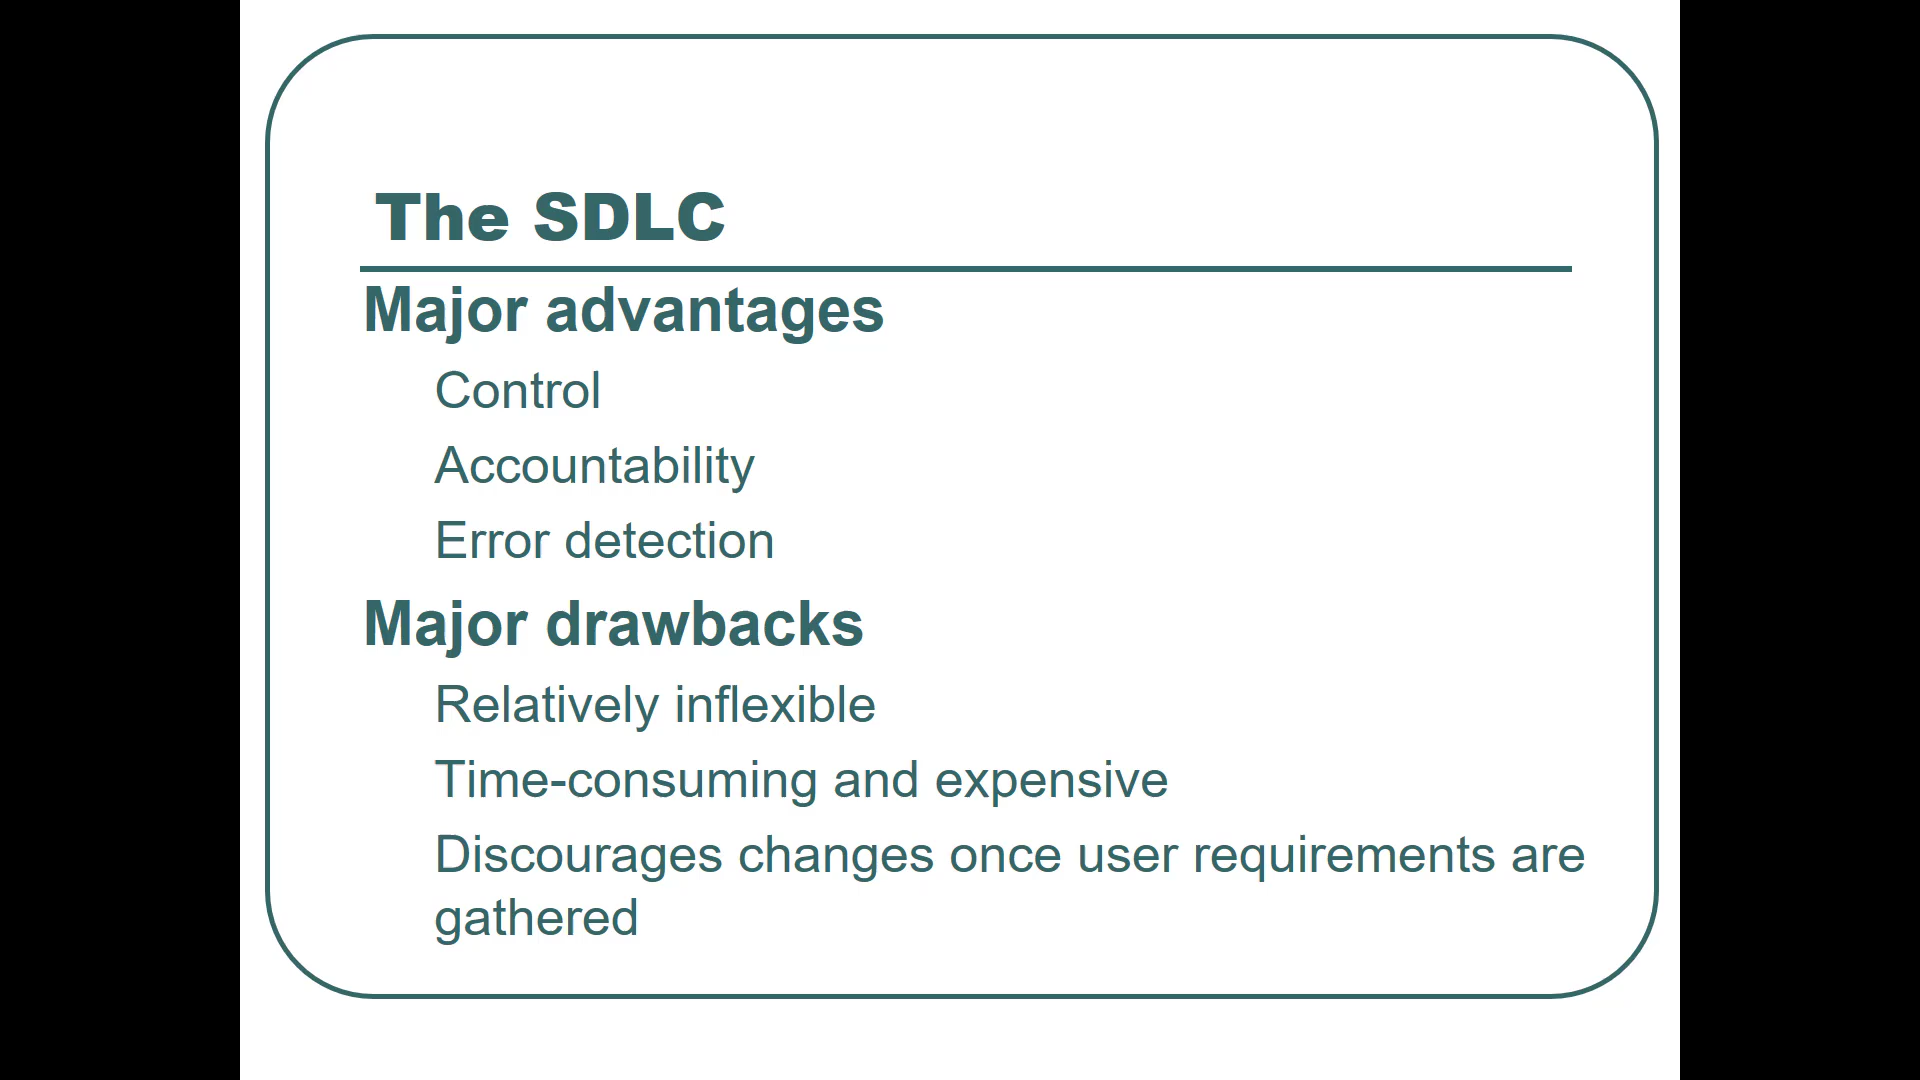 The SDLC
Major advantages
Control
Accountability
Error detection
Major drawbacks
Relatively inflexible
Time-consuming and expensive
Discourages changes once user requirements are
gathered